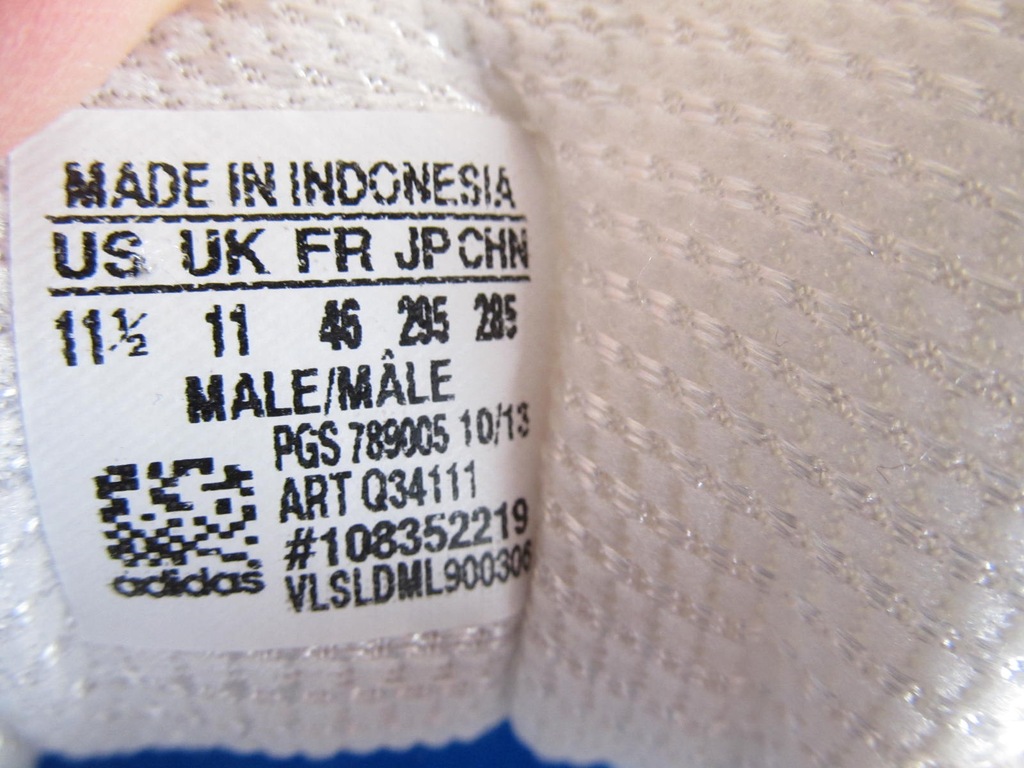 MADE IN INDONESIA
US UK FR JP CHN
11½ 11 46 295 285
MALE/MÂLE
PGS 789005 10/13
ART Q34111
#108352219
VLSLDML900306
adidas